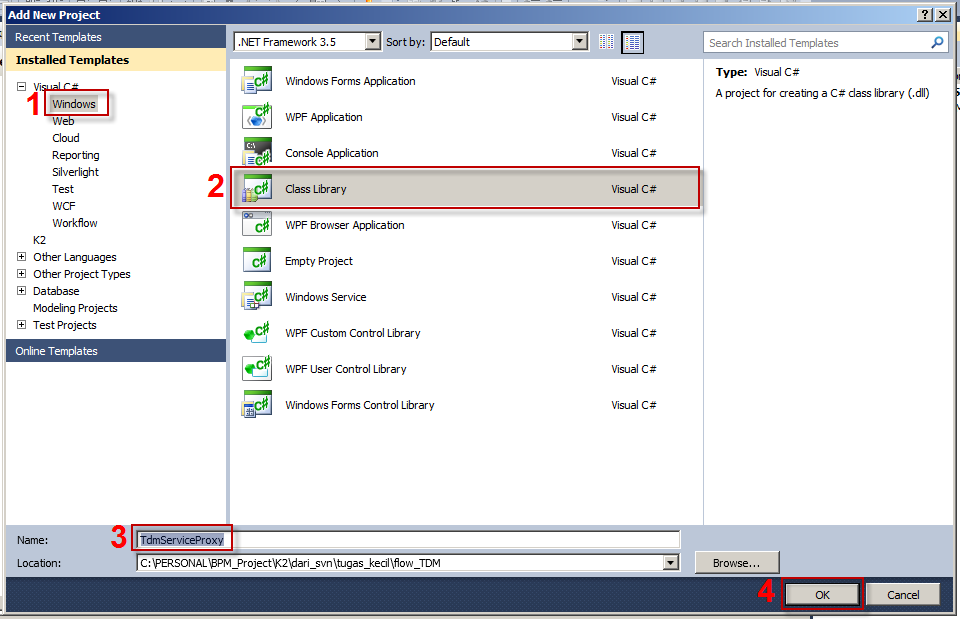 Add New Project
Recent Templates
Installed Templates
Visual C#
1 Windows
Web
Cloud
Reporting
Silverlight
Test
WCF
Workflow
K2
Other Languages
Other Project Types
Database
Modeling Projects
Test Projects
Online Templates
.NET Framework 3.5 Sort by: Default
Windows Forms Application Visual C#
WPF Application Visual C#
Console Application Visual C#
2 Class Library Visual C#
WPF Browser Application Visual C#
Empty Project Visual C#
Windows Service Visual C#
WPF Custom Control Library Visual C#
WPF User Control Library Visual C#
Windows Forms Control Library Visual C#
Search Installed Templates
Type: Visual C#
A project for creating a C# class library (.dll)
Name: 3 TdmServiceProxy
Location: C:\PERSONAL\BPM_Project\K2\dari_svn\tugas_kecil\flow_TDM Browse...
4 OK Cancel